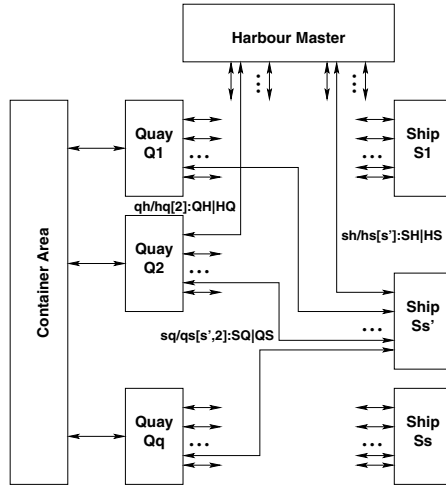 Harbour Master
Quay
Q1
Ship
S1
qh/hq[2]:QH|HQ
sh/hs[s']:SH|HS
Container Area
Quay
Q2
Ship
Ss'
sq/qs[s',2]:SQ|QS
Quay
Qq
Ship
Ss